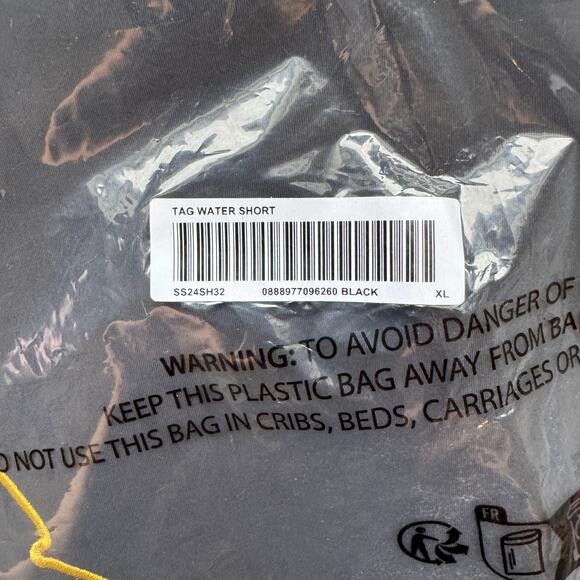 TAG WATER SHORT
SS24SH32 0888977096260 BLACK XL
WARNING: TO AVOID DANGER OF
KEEP THIS PLASTIC BAG AWAY FROM BA
O NOT USE THIS BAG IN CRIBS, BEDS, CARRIAGES OR
FR